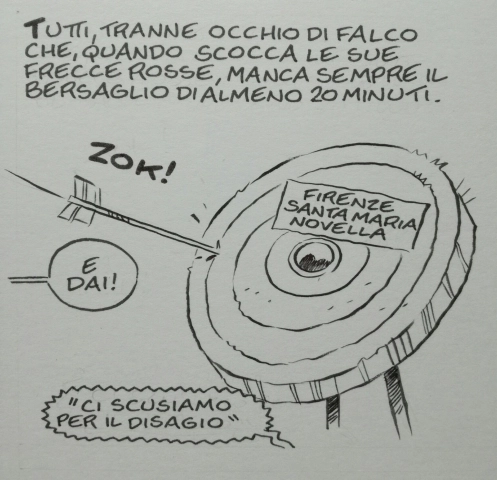 TUTTI, TRANNE OCCHIO DI FALCO
CHE, QUANDO SCOCCA LE SUE
FRECCE ROSSE, MANCA SEMPRE IL
BERSAGLIO DI ALMENO 20 MINUTI.
ZOK!
FIRENZE
SANTA MARIA
NOVELLA
E
DAI!
"CI SCUSIAMO
PER IL DISAGIO"